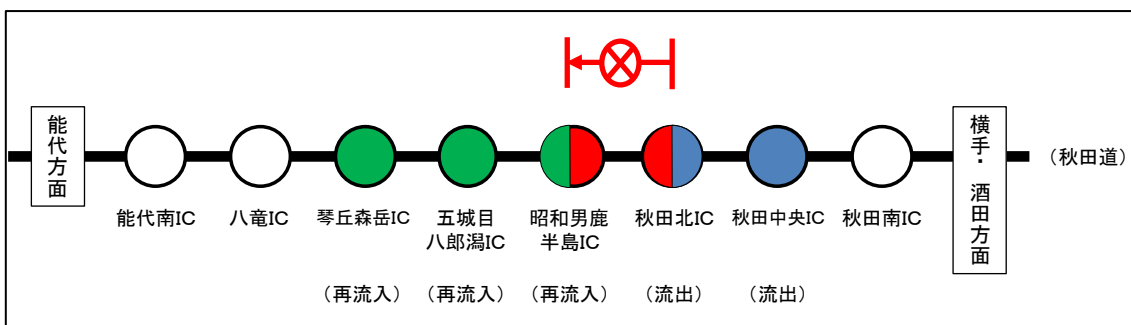 能代方面
横手・酒田方面
(秋田道)
能代南IC
八竜IC
琴丘森岳IC
五城目
八郎潟IC
昭和男鹿
半島IC
秋田北IC
秋田中央IC
秋田南IC
(再流入)
(再流入)
(再流入)
(流出)
(流出)